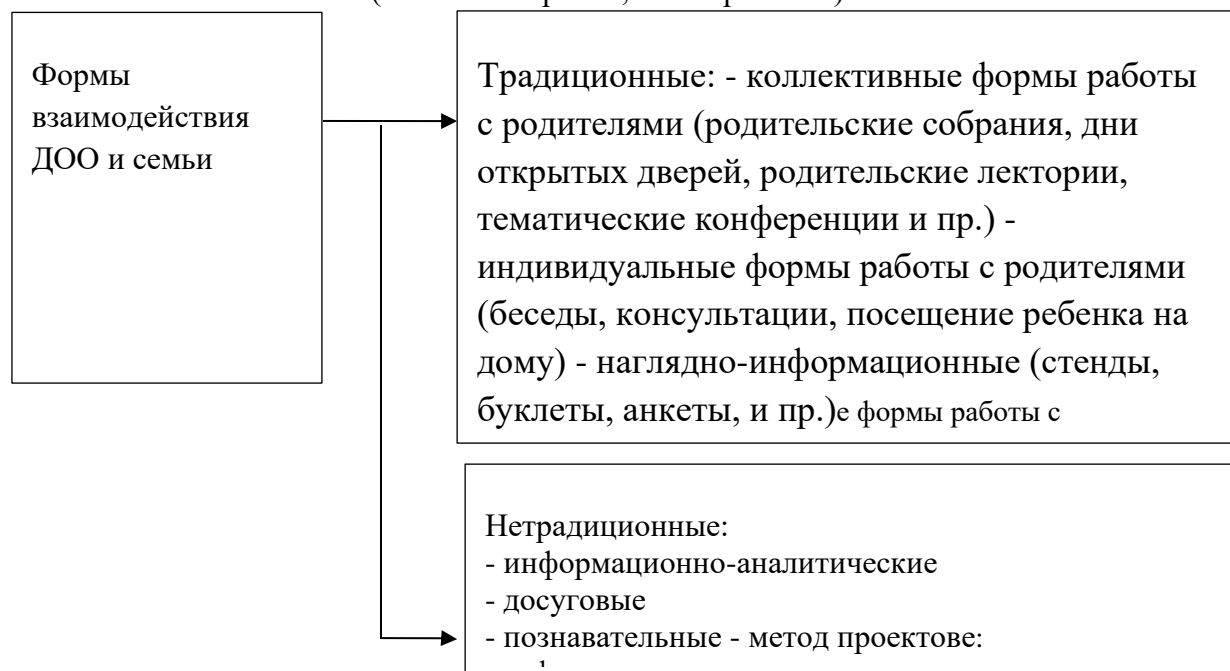 Формы
взаимодействия
ДОО и семьи
Традиционные: - коллективные формы работы
с родителями (родительские собрания, дни
открытых дверей, родительские лектории,
тематические конференции и пр.) -
индивидуальные формы работы с родителями
(беседы, консультации, посещение ребенка на
дому) - наглядно-информационные (стенды,
буклеты, анкеты, и пр.)е формы работы с
Нетрадиционные:
- информационно-аналитические
- досуговые
- познавательные - метод проектове: